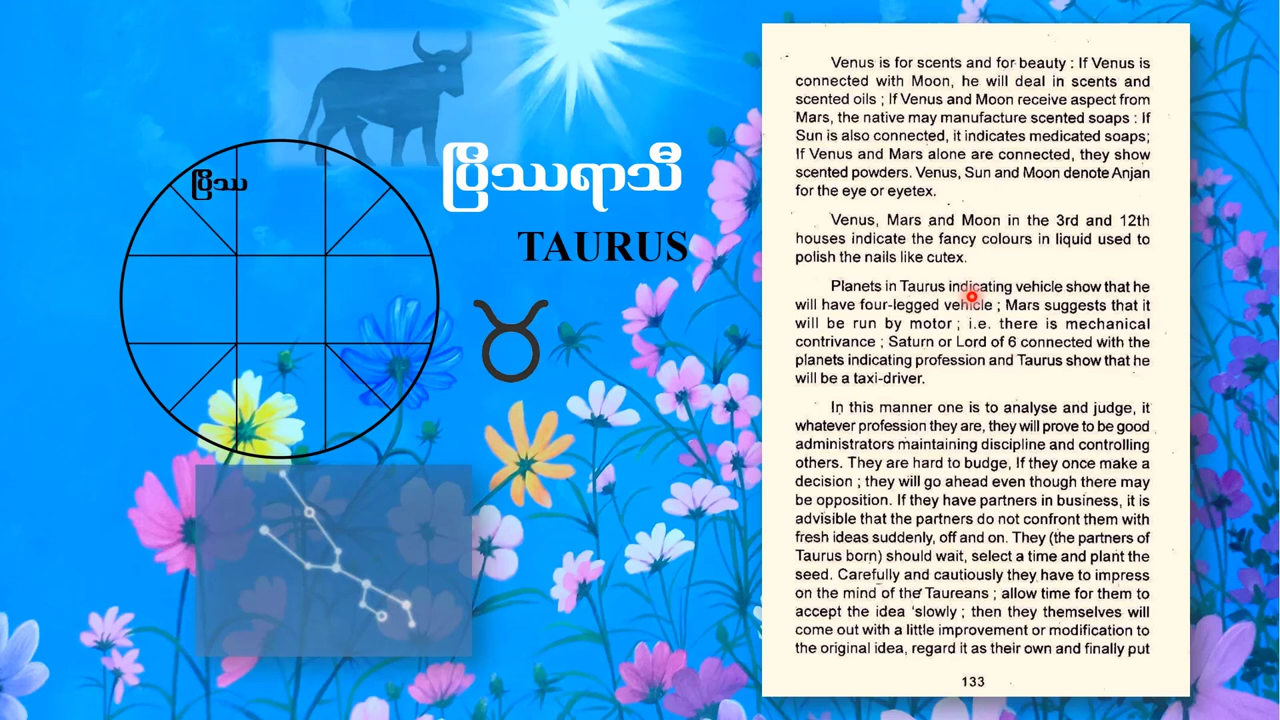 ပြိဿ
ပြိဿရာသီ
TAURUS
Venus is for scents and for beauty : If Venus is
connected with Moon, he will deal in scents and
scented oils ; If Venus and Moon receive aspect from
Mars, the native may manufacture scented soaps : If
Sun is also connected, it indicates medicated soaps;
If Venus and Mars alone are connected, they show
scented powders. Venus, Sun and Moon denote Anjan
for the eye or eyetex.
Venus, Mars and Moon in the 3rd and 12th
houses indicate the fancy colours in liquid used to
polish the nails like cutex.
Planets in Taurus indicating vehicle show that he
will have four-legged vehicle ; Mars suggests that it
will be run by motor ; i.e. there is mechanical
contrivance ; Saturn or Lord of 6 connected with the
planets indicating profession and Taurus show that he
will be a taxi-driver.
In this manner one is to analyse and judge, it
whatever profession they are, they will prove to be good
administrators maintaining discipline and controlling
others. They are hard to budge, If they once make a
decision ; they will go ahead even though there may
be opposition. If they have partners in business, it is
advisible that the partners do not confront them with
fresh ideas suddenly, off and on. They (the partners of
Taurus born) should wait, select a time and plant the
seed. Carefully and cautiously they have to impress
on the mind of the Taureans ; allow time for them to
accept the idea 'slowly ; then they themselves will
come out with a little improvement or modification to
the original idea, regard it as their own and finally put
133